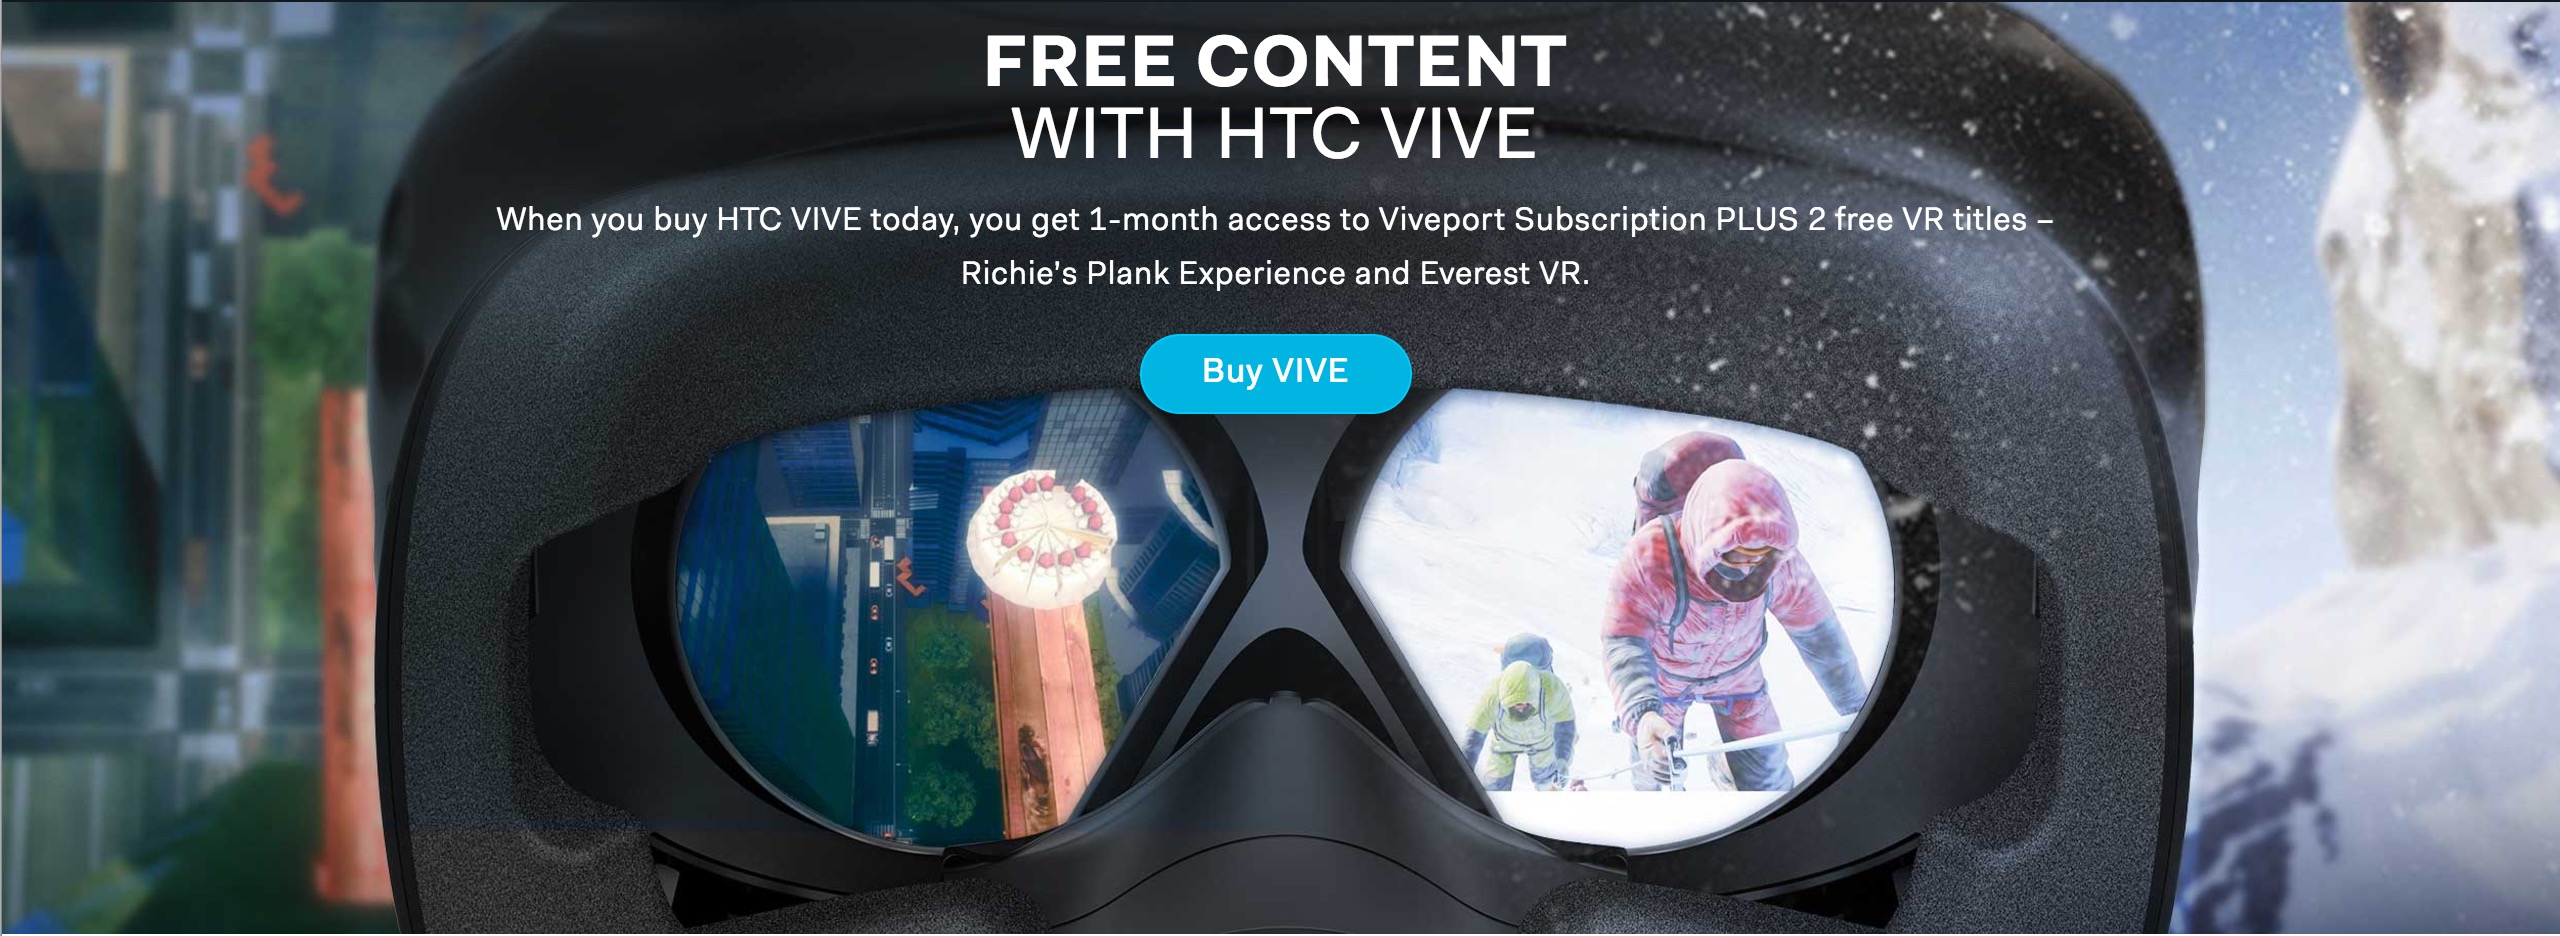 FREE CONTENT
WITH HTC VIVE
When you buy HTC VIVE today, you get 1-month access to Viveport Subscription PLUS 2 free VR titles –
Richie's Plank Experience and Everest VR.
Buy VIVE